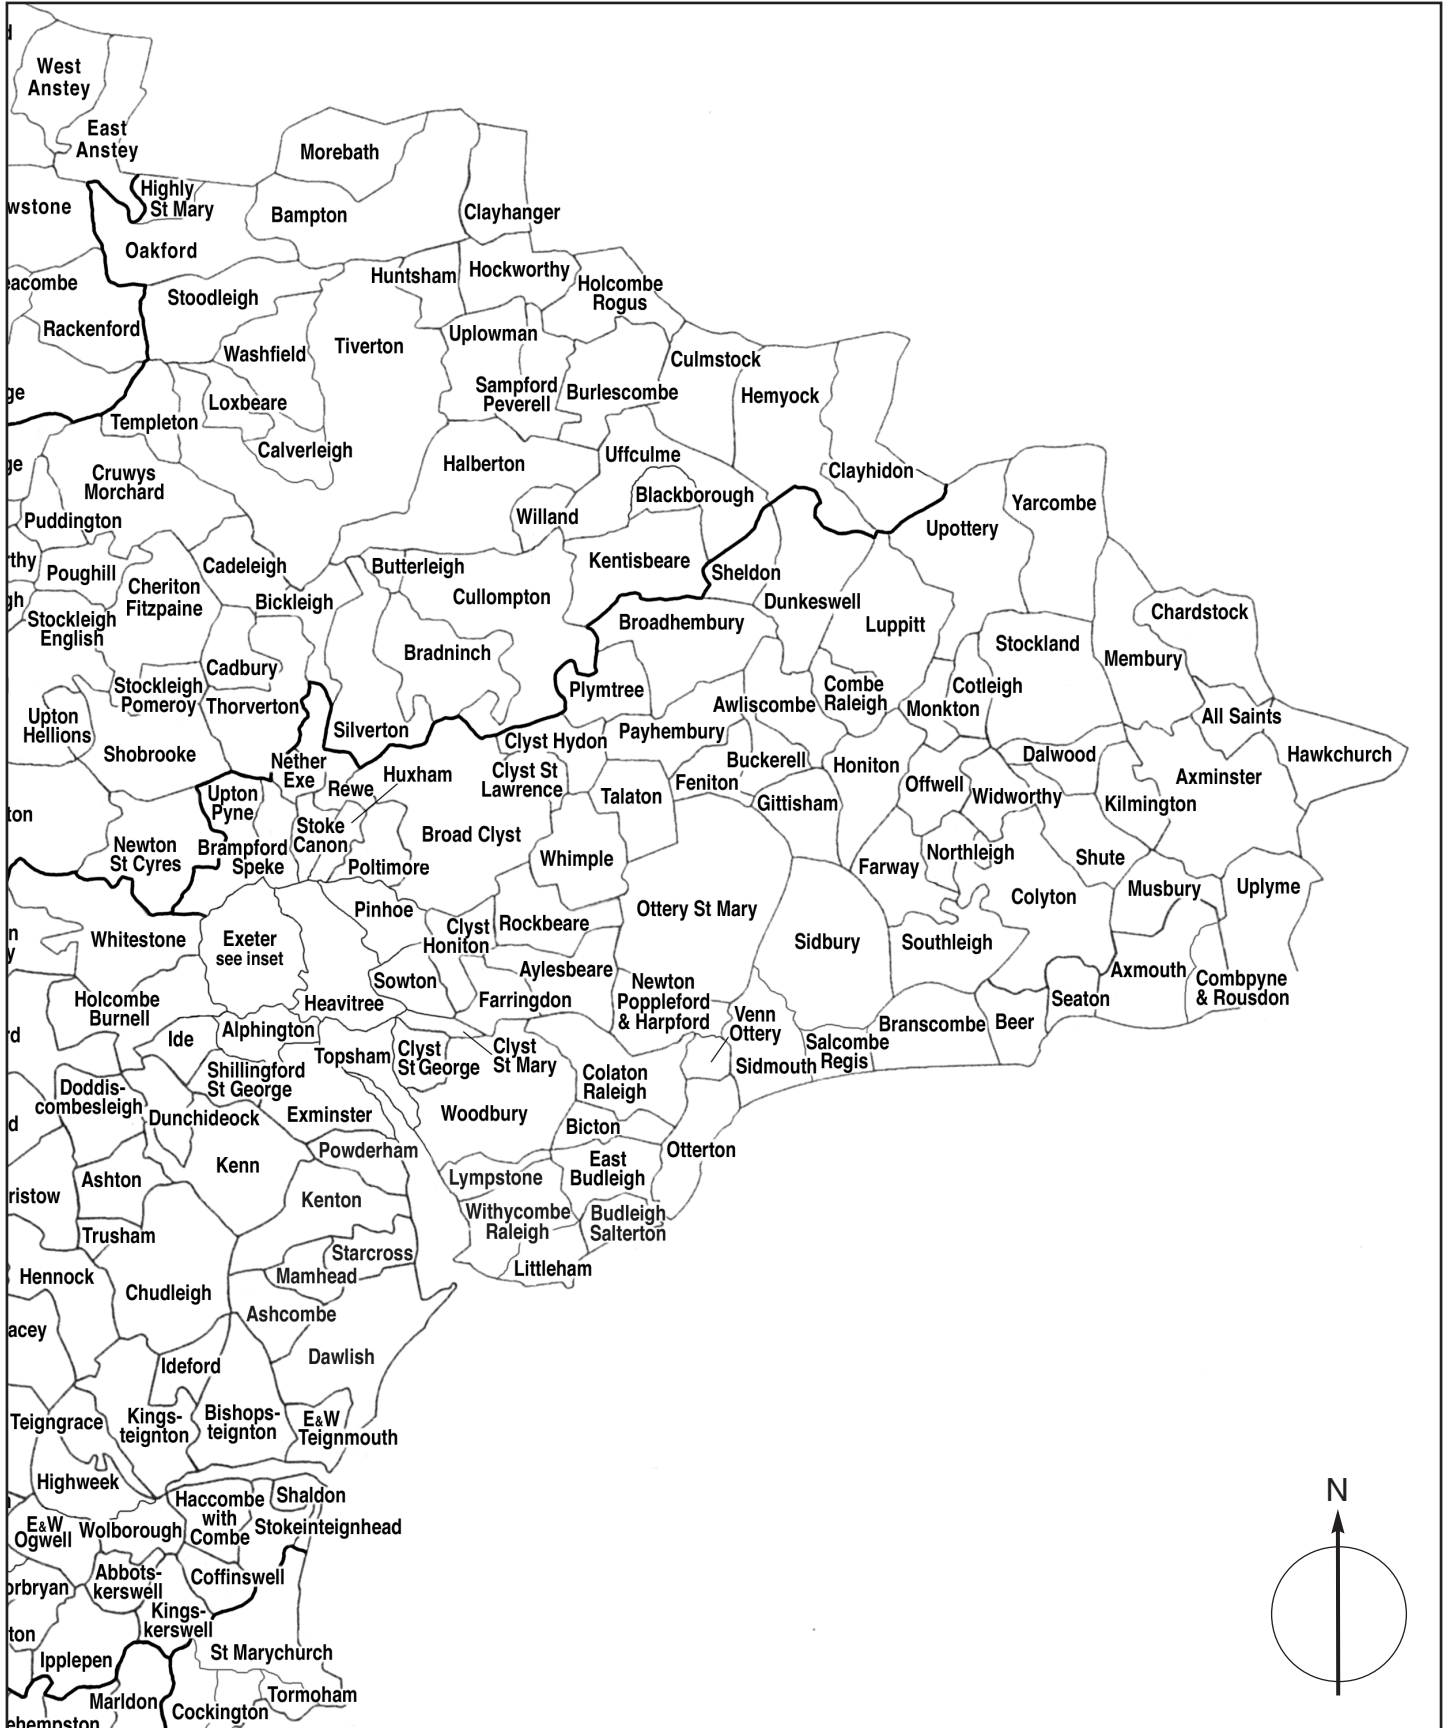 West
Anstey
East
Anstey
Morebath
Highly
St Mary
wstone
Bampton
Clayhanger
Oakford
Huntsham
Hockworthy
eacombe
Stoodleigh
Holcombe
Rogus
Rackenford
Uplowman
Washfield
Tiverton
Culmstock
ge
Loxbeare
Sampford
Peverell
Burlescombe
Hemyock
Templeton
Calverleigh
Uffculme
ge
Halberton
Clayhidon
Cruwys
Morchard
Blackborough
Yarcombe
Puddington
Willand
Upottery
rthy
Poughill
Cadeleigh
Butterleigh
Kentisbeare
Sheldon
Cheriton
Fitzpaine
gh
Bickleigh
Cullompton
Dunkeswell
Chardstock
Stockleigh
English
Broadhembury
Luppitt
Stockland
Bradninch
Membury
Cadbury
Stockleigh
Pomeroy
Thorverton
Plymtree
Combe
Raleigh
Cotleigh
Awliscombe
Monkton
Upton
Hellions
Silverton
Payhembury
All Saints
Shobrooke
Clyst Hydon
Hawkchurch
Nether
Exe
Rewe
Huxham
Clyst St
Lawrence
Buckerell
Honiton
Dalwood
Axminster
Feniton
Offwell
Widworthy
Upton
Pyne
Talaton
Gittisham
Kilmington
ton
Stoke
Canon
Broad Clyst
Newton
St Cyres
Brampford
Speke
Poltimore
Whimple
Farway
Northleigh
Shute
Musbury
Uplyme
Colyton
Pinhoe
Ottery St Mary
Rockbeare
Clyst
Honiton
Whitestone
Exeter
see inset
Sidbury
Southleigh
n
y
Aylesbeare
Axmouth
Sowton
Newton
Poppleford
& Harpford
Combpyne
& Rousdon
Holcombe
Burnell
Heavitree
Farringdon
Seaton
Venn
Ottery
Branscombe
Beer
rd
Ide
Alphington
Salcombe
Regis
Topsham
Clyst
St George
Clyst
St Mary
Sidmouth
Shillingford
St George
Colaton
Raleigh
Doddis-
combesleigh
Dunchideock
Exminster
Woodbury
d
Bicton
Powderham
Otterton
Kenn
East
Budleigh
Ashton
Lympstone
ristow
Kenton
Withycombe
Raleigh
Budleigh
Salterton
Trusham
Starcross
Hennock
Mamhead
Littleham
Chudleigh
Ashcombe
acey
Ideford
Dawlish
Teigngrace
Kings-
teignton
Bishops-
teignton
E&W
Teignmouth
Highweek
Haccombe
with
Combe
Shaldon
E&W
Ogwell
Wolborough
Stokeinteignhead
Abbots-
kerswell
Coffinswell
orbryan
Kings-
kerswell
ton
Ipplepen
St Marychurch
Marldon
Tormoham
Cockington
ehempston
N